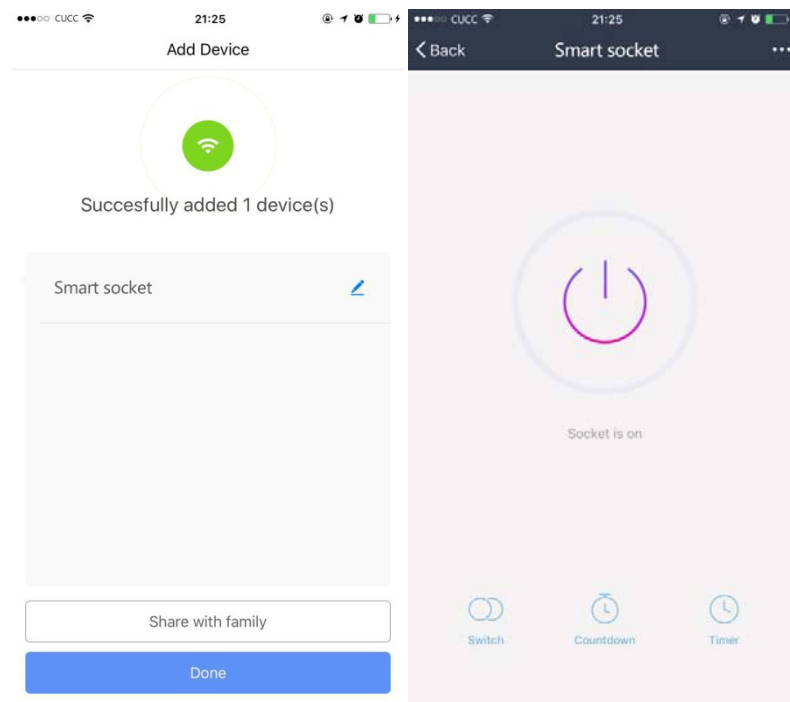 CUCC 21:25
Add Device
Succesfully added 1 device(s)
Smart socket
Share with family
Done
CUCC 21:25
Back Smart socket
Socket is on
Switch Countdown Timer